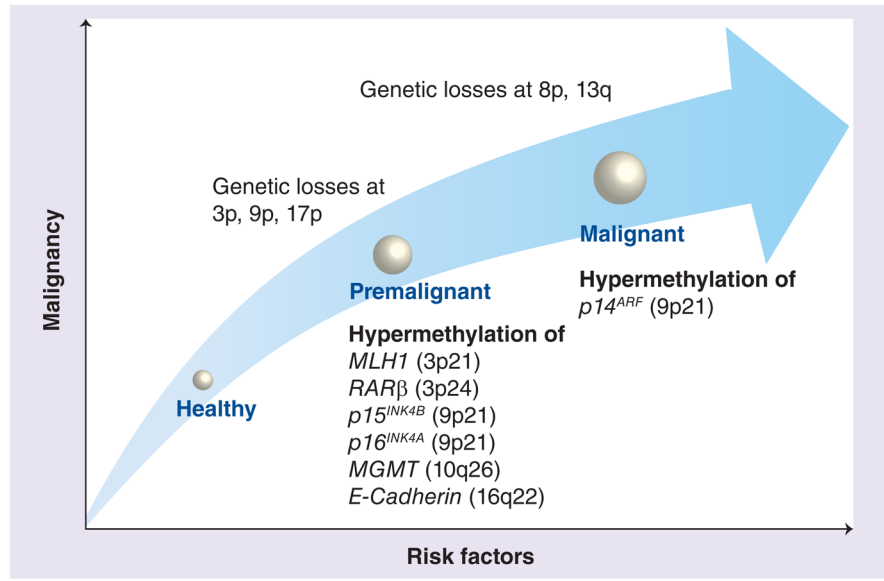 Genetic losses at 8p, 13q
Genetic losses at
3p, 9p, 17p
Malignancy
Malignant
Hypermethylation of
p14ARF (9p21)
Premalignant
Hypermethylation of
MLH1 (3p21)
RARβ (3p24)
p15INK4B (9p21)
p16INK4A (9p21)
MGMT (10q26)
E-Cadherin (16q22)
Healthy
Risk factors